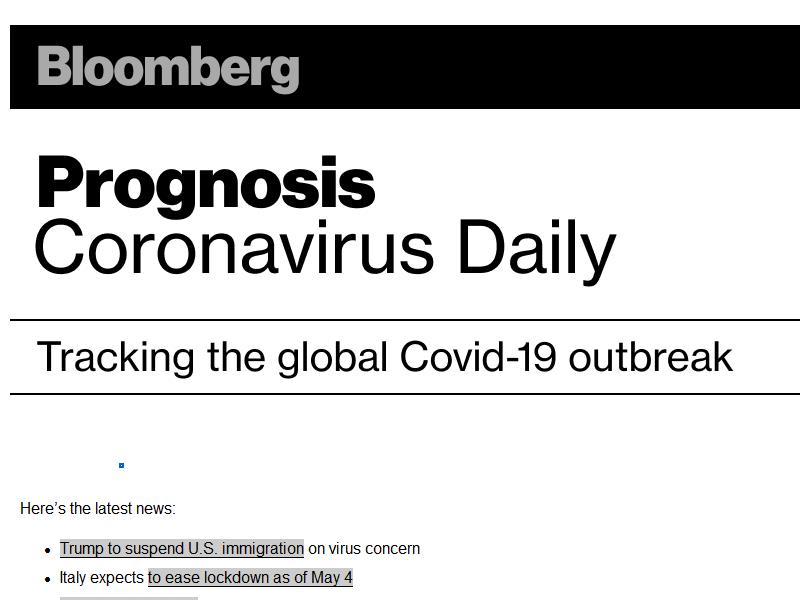 Bloomberg
Prognosis
Coronavirus Daily
Tracking the global Covid-19 outbreak
Here’s the latest news:
• Trump to suspend U.S. immigration on virus concern
• Italy expects to ease lockdown as of May 4